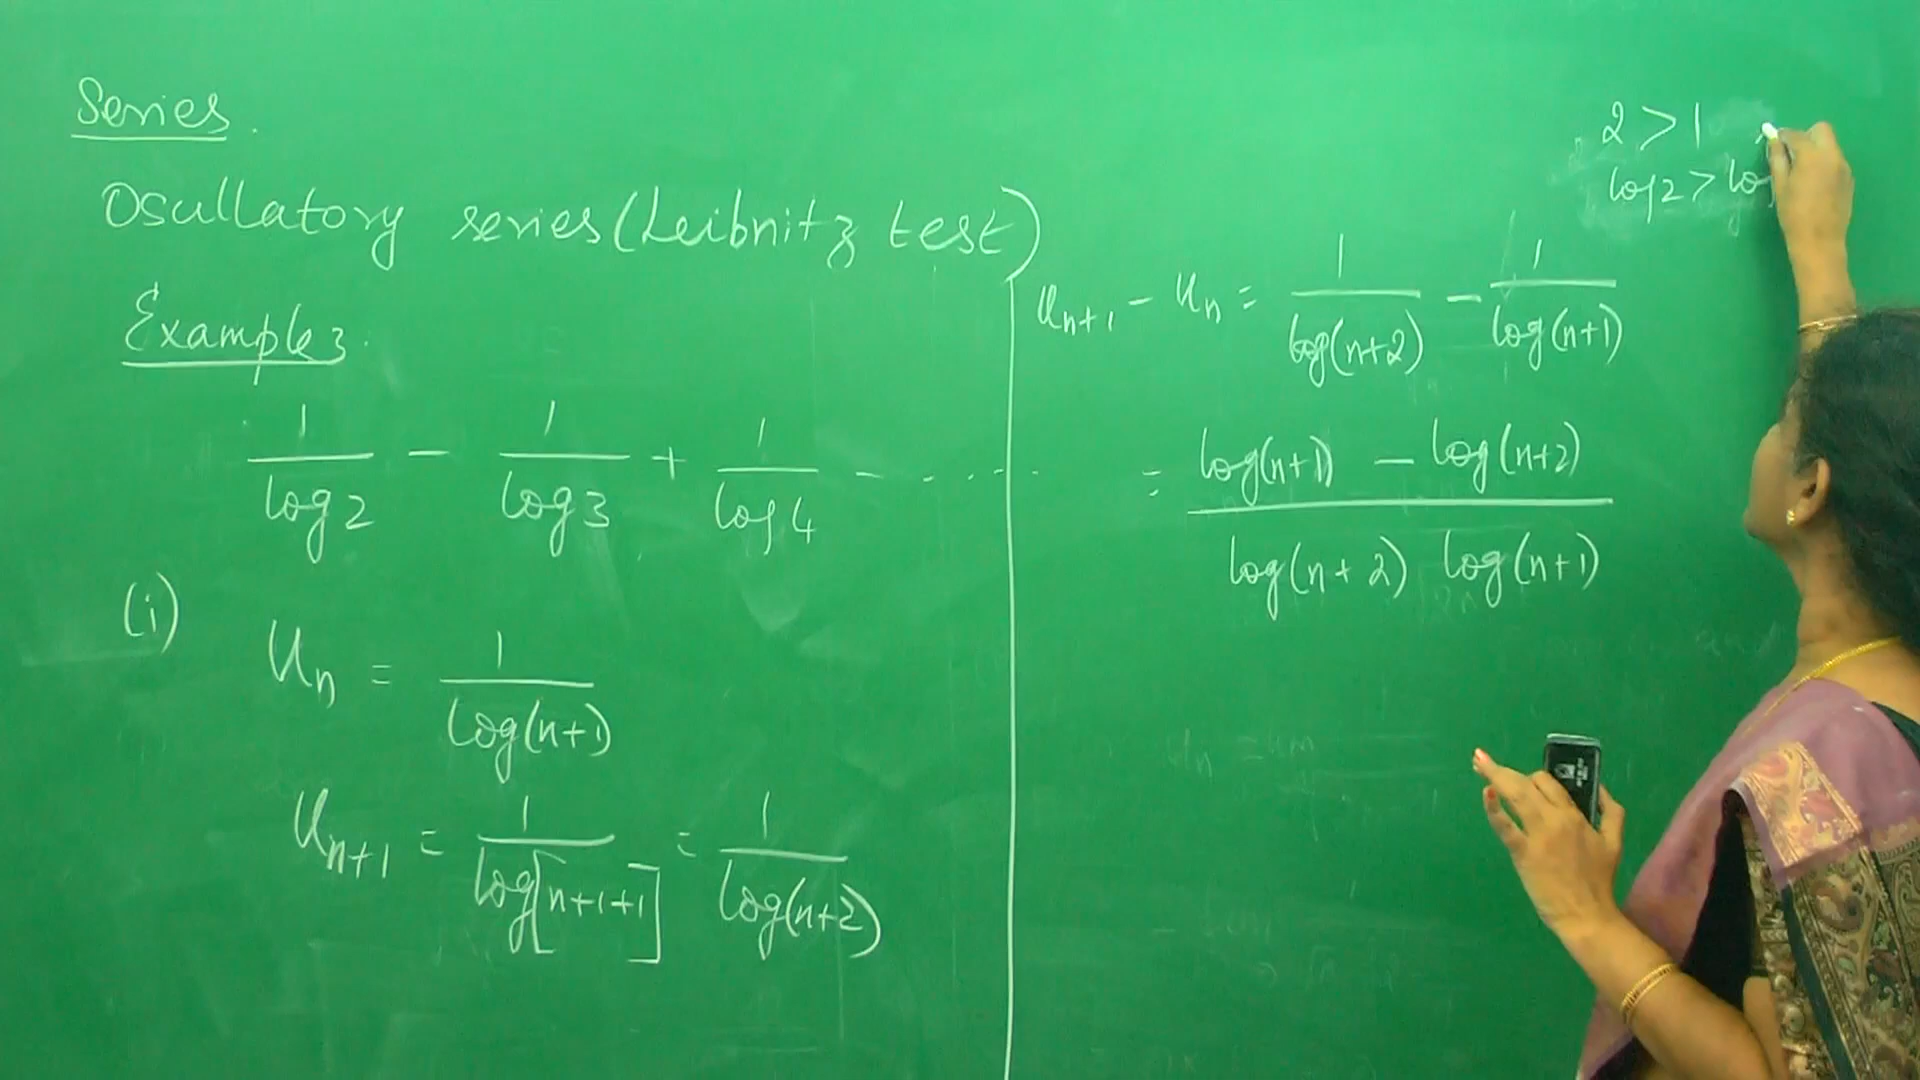 Series.
Oscillatory series (Leibnitz test)
Example 3.
1/log 2 - 1/log 3 + 1/log 4 - .....
(i) Un = 1/log(n+1)
Un+1 = 1/log[n+1+1] = 1/log(n+2)
2 > 1
log 2 > log
Un+1 - Un = 1/log(n+2) - 1/log(n+1)
= (log(n+1) - log(n+2))/(log(n+2) log(n+1))